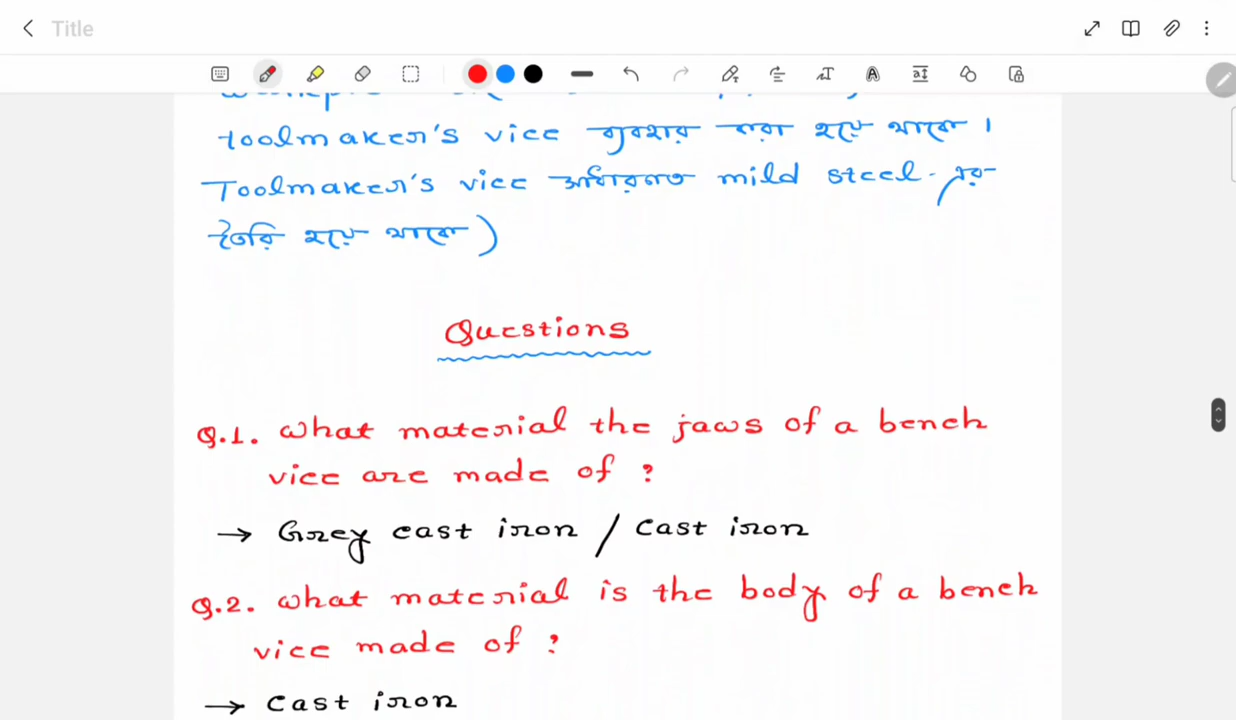 Title
toolmaker's vice ব্যবহার করা হয়ে থাকে ।
Toolmaker's vice সাধারণত mild steel-এর
তৈরি হয়ে থাকে)
Questions
Q.1. What material the jaws of a bench
vice are made of ?
→ Grey cast iron / Cast iron
Q.2. What material is the body of a bench
vice made of ?
→ Cast iron